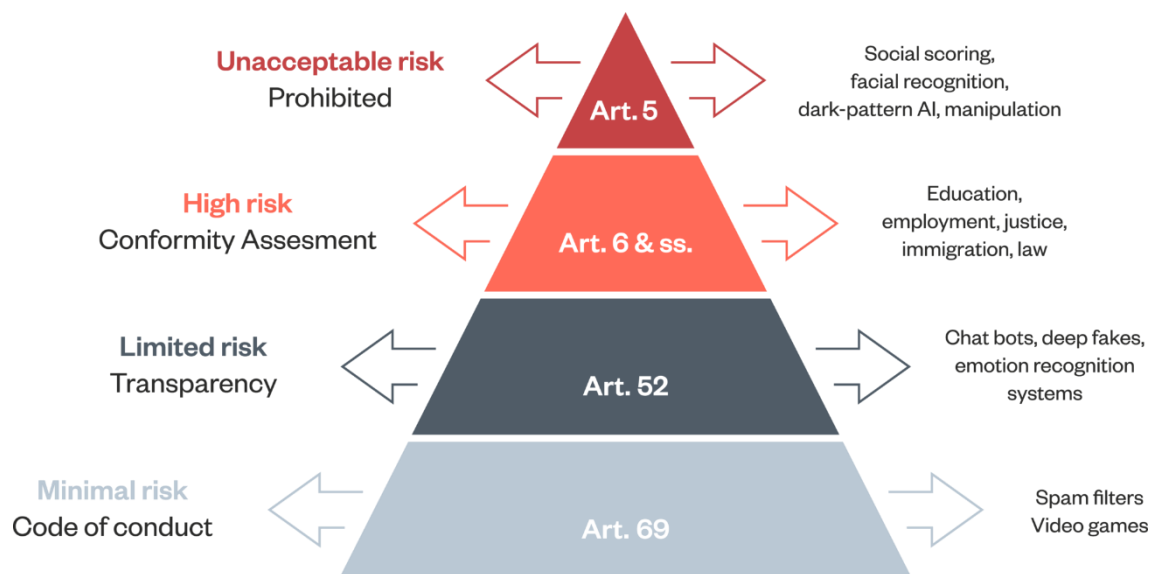 Unacceptable risk
Prohibited
Art. 5
Social scoring,
facial recognition,
dark-pattern AI, manipulation
High risk
Conformity Assesment
Art. 6 & ss.
Education,
employment, justice,
immigration, law
Limited risk
Transparency
Art. 52
Chat bots, deep fakes,
emotion recognition
systems
Minimal risk
Code of conduct
Art. 69
Spam filters
Video games